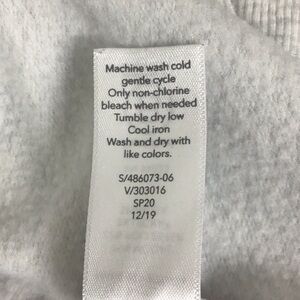 Machine wash cold
gentle cycle
Only non-chlorine
bleach when needed
Tumble dry low
Cool iron
Wash and dry with
like colors.
S/486073-06
V/303016
SP20
12/19